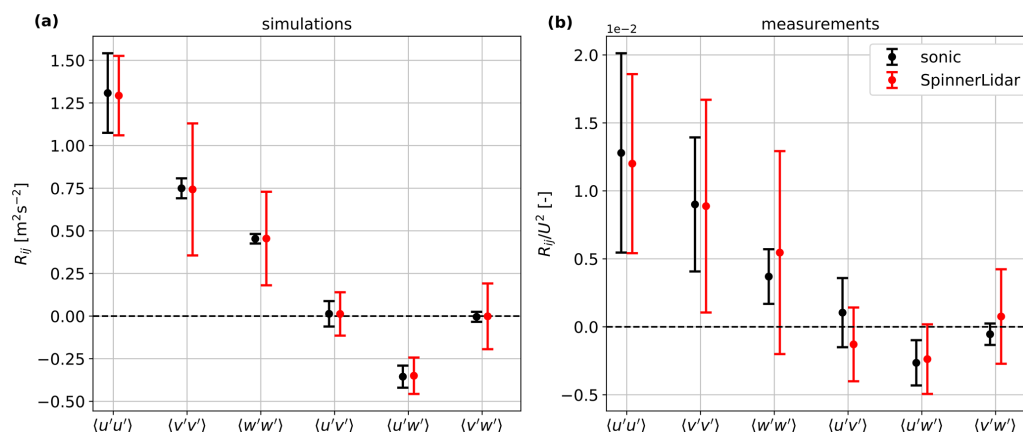 (a) simulations
R_ij [m²s⁻²]
1.50
1.25
1.00
0.75
0.50
0.25
0.00
−0.25
−0.50
⟨u′u′⟩ ⟨v′v′⟩ ⟨w′w′⟩ ⟨u′v′⟩ ⟨u′w′⟩ ⟨v′w′⟩
(b) measurements
1e−2
R_ij/U² [-]
2.0
1.5
1.0
0.5
0.0
−0.5
sonic
SpinnerLidar
⟨u′u′⟩ ⟨v′v′⟩ ⟨w′w′⟩ ⟨u′v′⟩ ⟨u′w′⟩ ⟨v′w′⟩